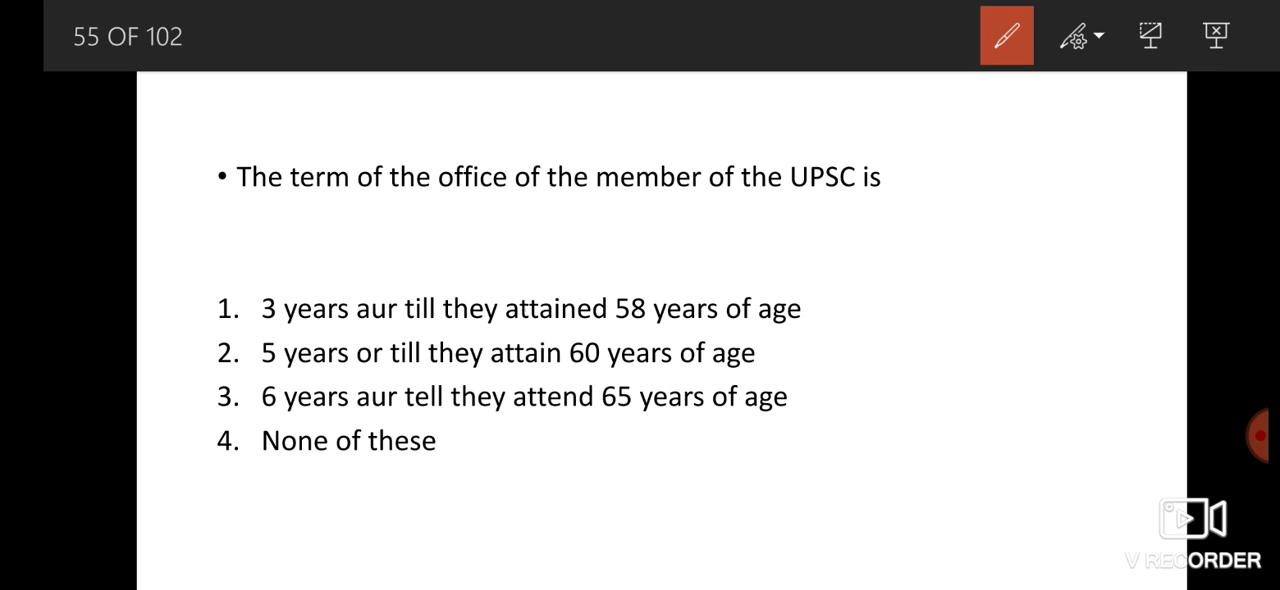 55 OF 102
• The term of the office of the member of the UPSC is
1. 3 years aur till they attained 58 years of age
2. 5 years or till they attain 60 years of age
3. 6 years aur tell they attend 65 years of age
4. None of these
V RECORDER